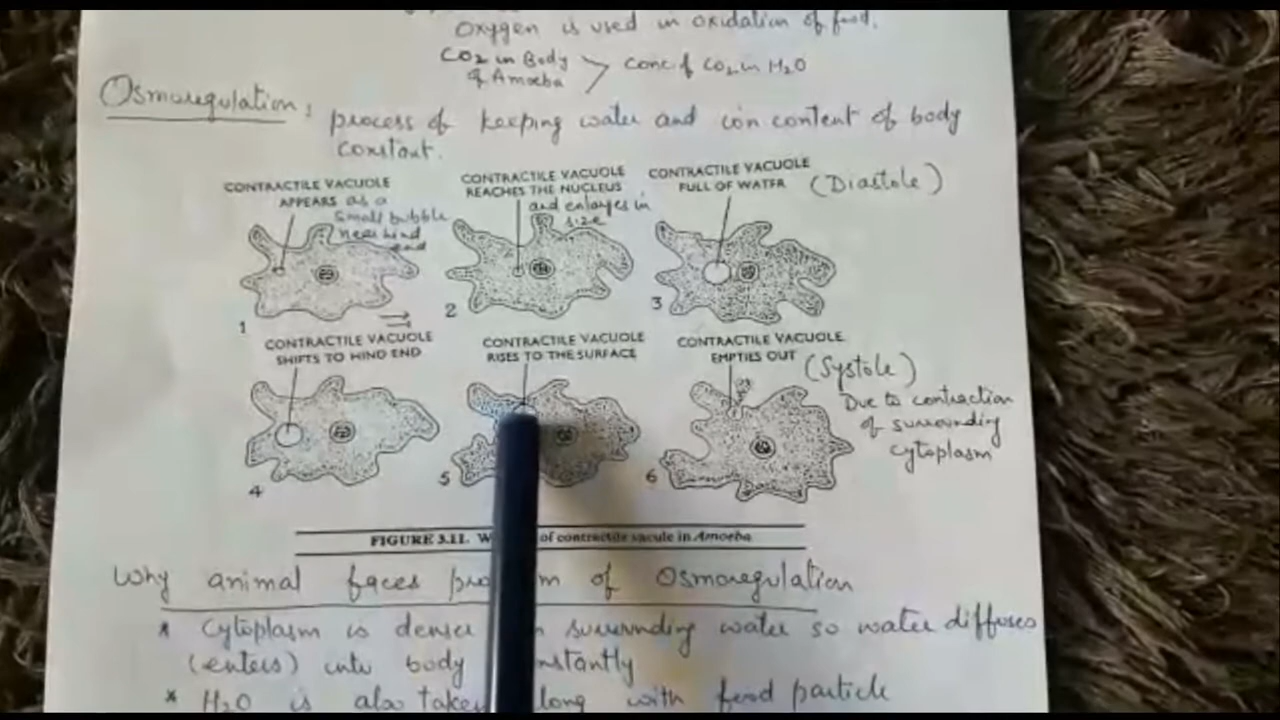 Oxygen is used in oxidation of food.
CO2 in Body of Amoeba > conc of CO2 in H2O
Osmoregulation : process of keeping water and ion content of body
constant.
CONTRACTILE VACUOLE
APPEARS as a
small bubble
near hind
end
CONTRACTILE VACUOLE
REACHES THE NUCLEUS
and enlarges in
size
CONTRACTILE VACUOLE
FULL OF WATER (Diastole)
1
2
3
CONTRACTILE VACUOLE
SHIFTS TO HIND END
CONTRACTILE VACUOLE
RISES TO THE SURFACE
CONTRACTILE VACUOLE
EMPTIES OUT (Systole)
Due to contraction
of surrounding
cytoplasm
4
5
6
FIGURE 3.11. of contractile vacule in Amoeba
Why animal faces of Osmoregulation
* Cytoplasm is denser surrounding water so water diffuses
(enters) into body
* H2O is also with food particle